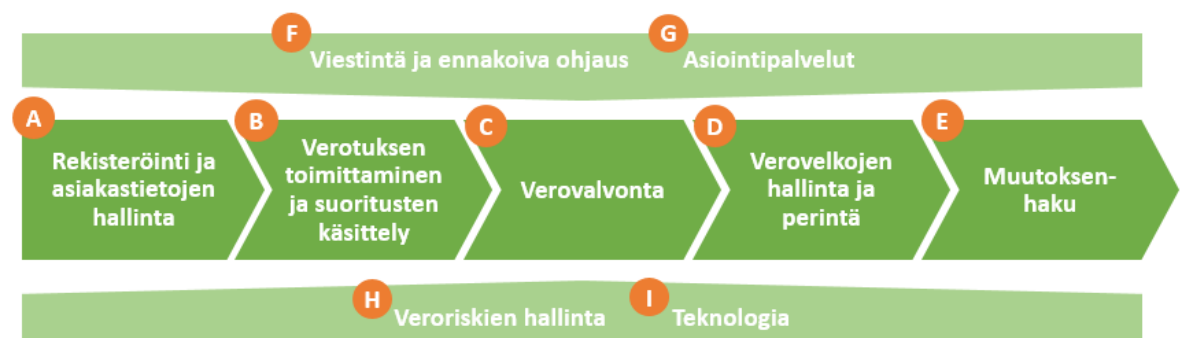 F
Viestintä ja ennakoiva ohjaus
G
Asiointipalvelut
A
Rekisteröinti ja
asiakastietojen
hallinta
B
Verotuksen
toimittaminen
ja suoritusten
käsittely
C
Verovalvonta
D
Verovelkojen
hallinta ja
perintä
E
Muutoksen-
haku
H
Veroriskien hallinta
I
Teknologia